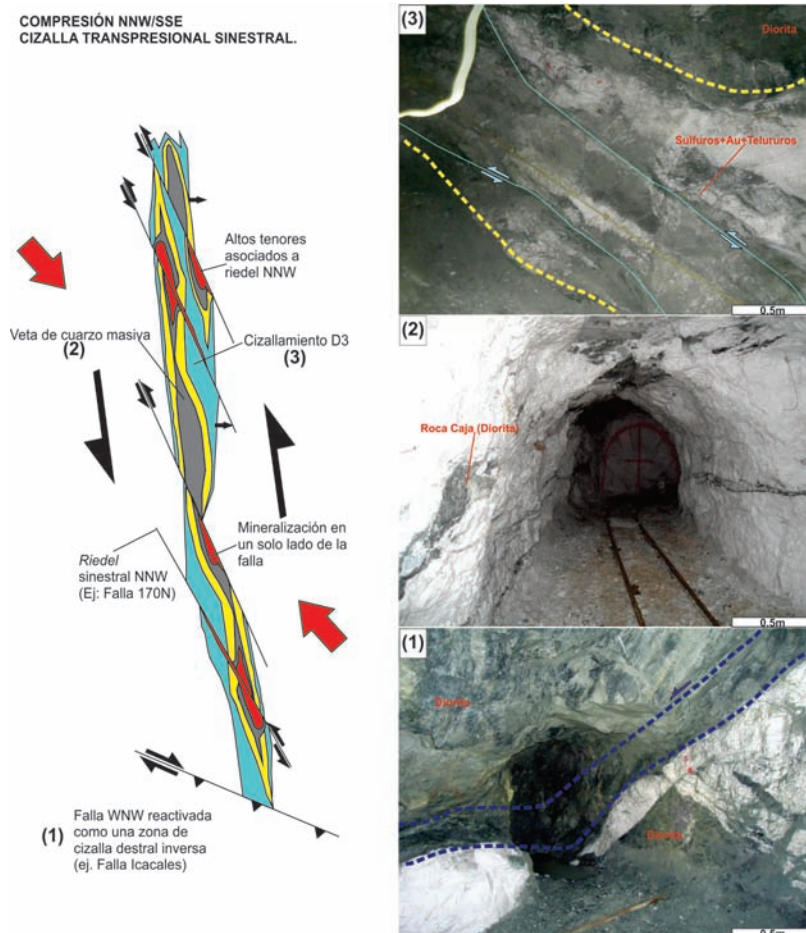 COMPRESIÓN NNW/SSE
CIZALLA TRANSPRESIONAL SINESTRAL.
Altos tenores
asociados a
riedel NNW
Veta de cuarzo masiva
(2)
Cizallamiento D3
(3)
Mineralización en
un solo lado de la
falla
Riedel
sinestral NNW
(Ej: Falla 170N)
(1)
Falla WNW reactivada
como una zona de
cizalla destral inversa
(ej. Falla Icacales)
(3)
Diorita
Sulfuros+Au+Telururos
0.5m
(2)
Roca Caja (Diorita)
0.5m
(1)
Diorita
Diorita
0.5m